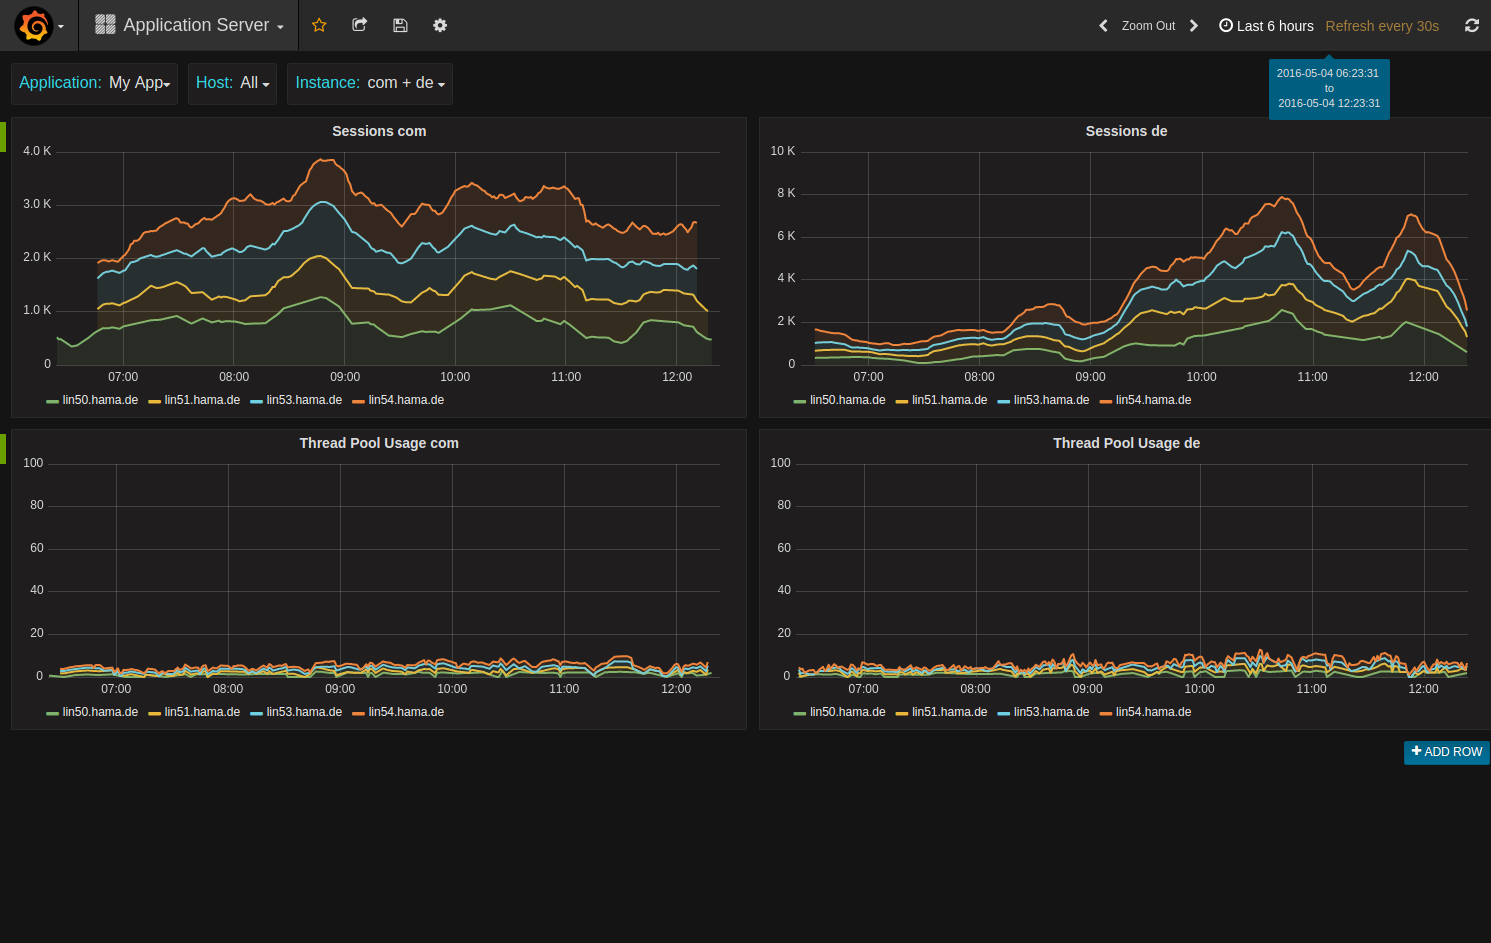 Application Server
Zoom Out
Last 6 hours Refresh every 30s
Application: My App
Host: All
Instance: com + de
2016-05-04 06:23:31
to
2016-05-04 12:23:31
Sessions com
4.0 K
3.0 K
2.0 K
1.0 K
0
07:00 08:00 09:00 10:00 11:00 12:00
lin50.hama.de lin51.hama.de lin53.hama.de lin54.hama.de
Sessions de
10 K
8 K
6 K
4 K
2 K
0
07:00 08:00 09:00 10:00 11:00 12:00
lin50.hama.de lin51.hama.de lin53.hama.de lin54.hama.de
Thread Pool Usage com
100
80
60
40
20
0
07:00 08:00 09:00 10:00 11:00 12:00
lin50.hama.de lin51.hama.de lin53.hama.de lin54.hama.de
Thread Pool Usage de
100
80
60
40
20
0
07:00 08:00 09:00 10:00 11:00 12:00
lin50.hama.de lin51.hama.de lin53.hama.de lin54.hama.de
ADD ROW